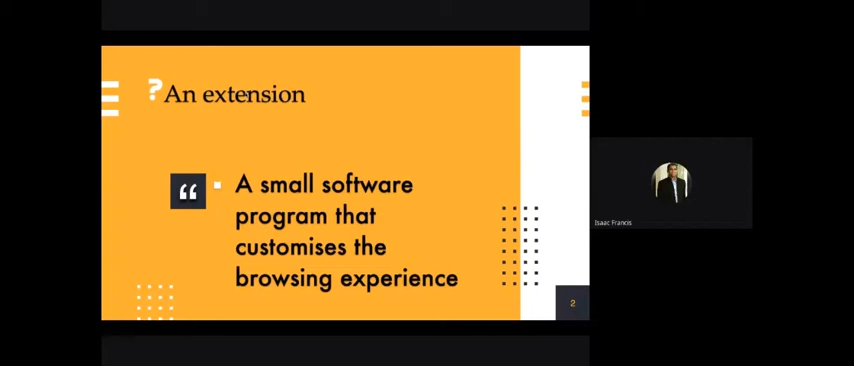 ? An extension
“ ▪ A small software
program that
customises the
browsing experience
2
Isaac Francis